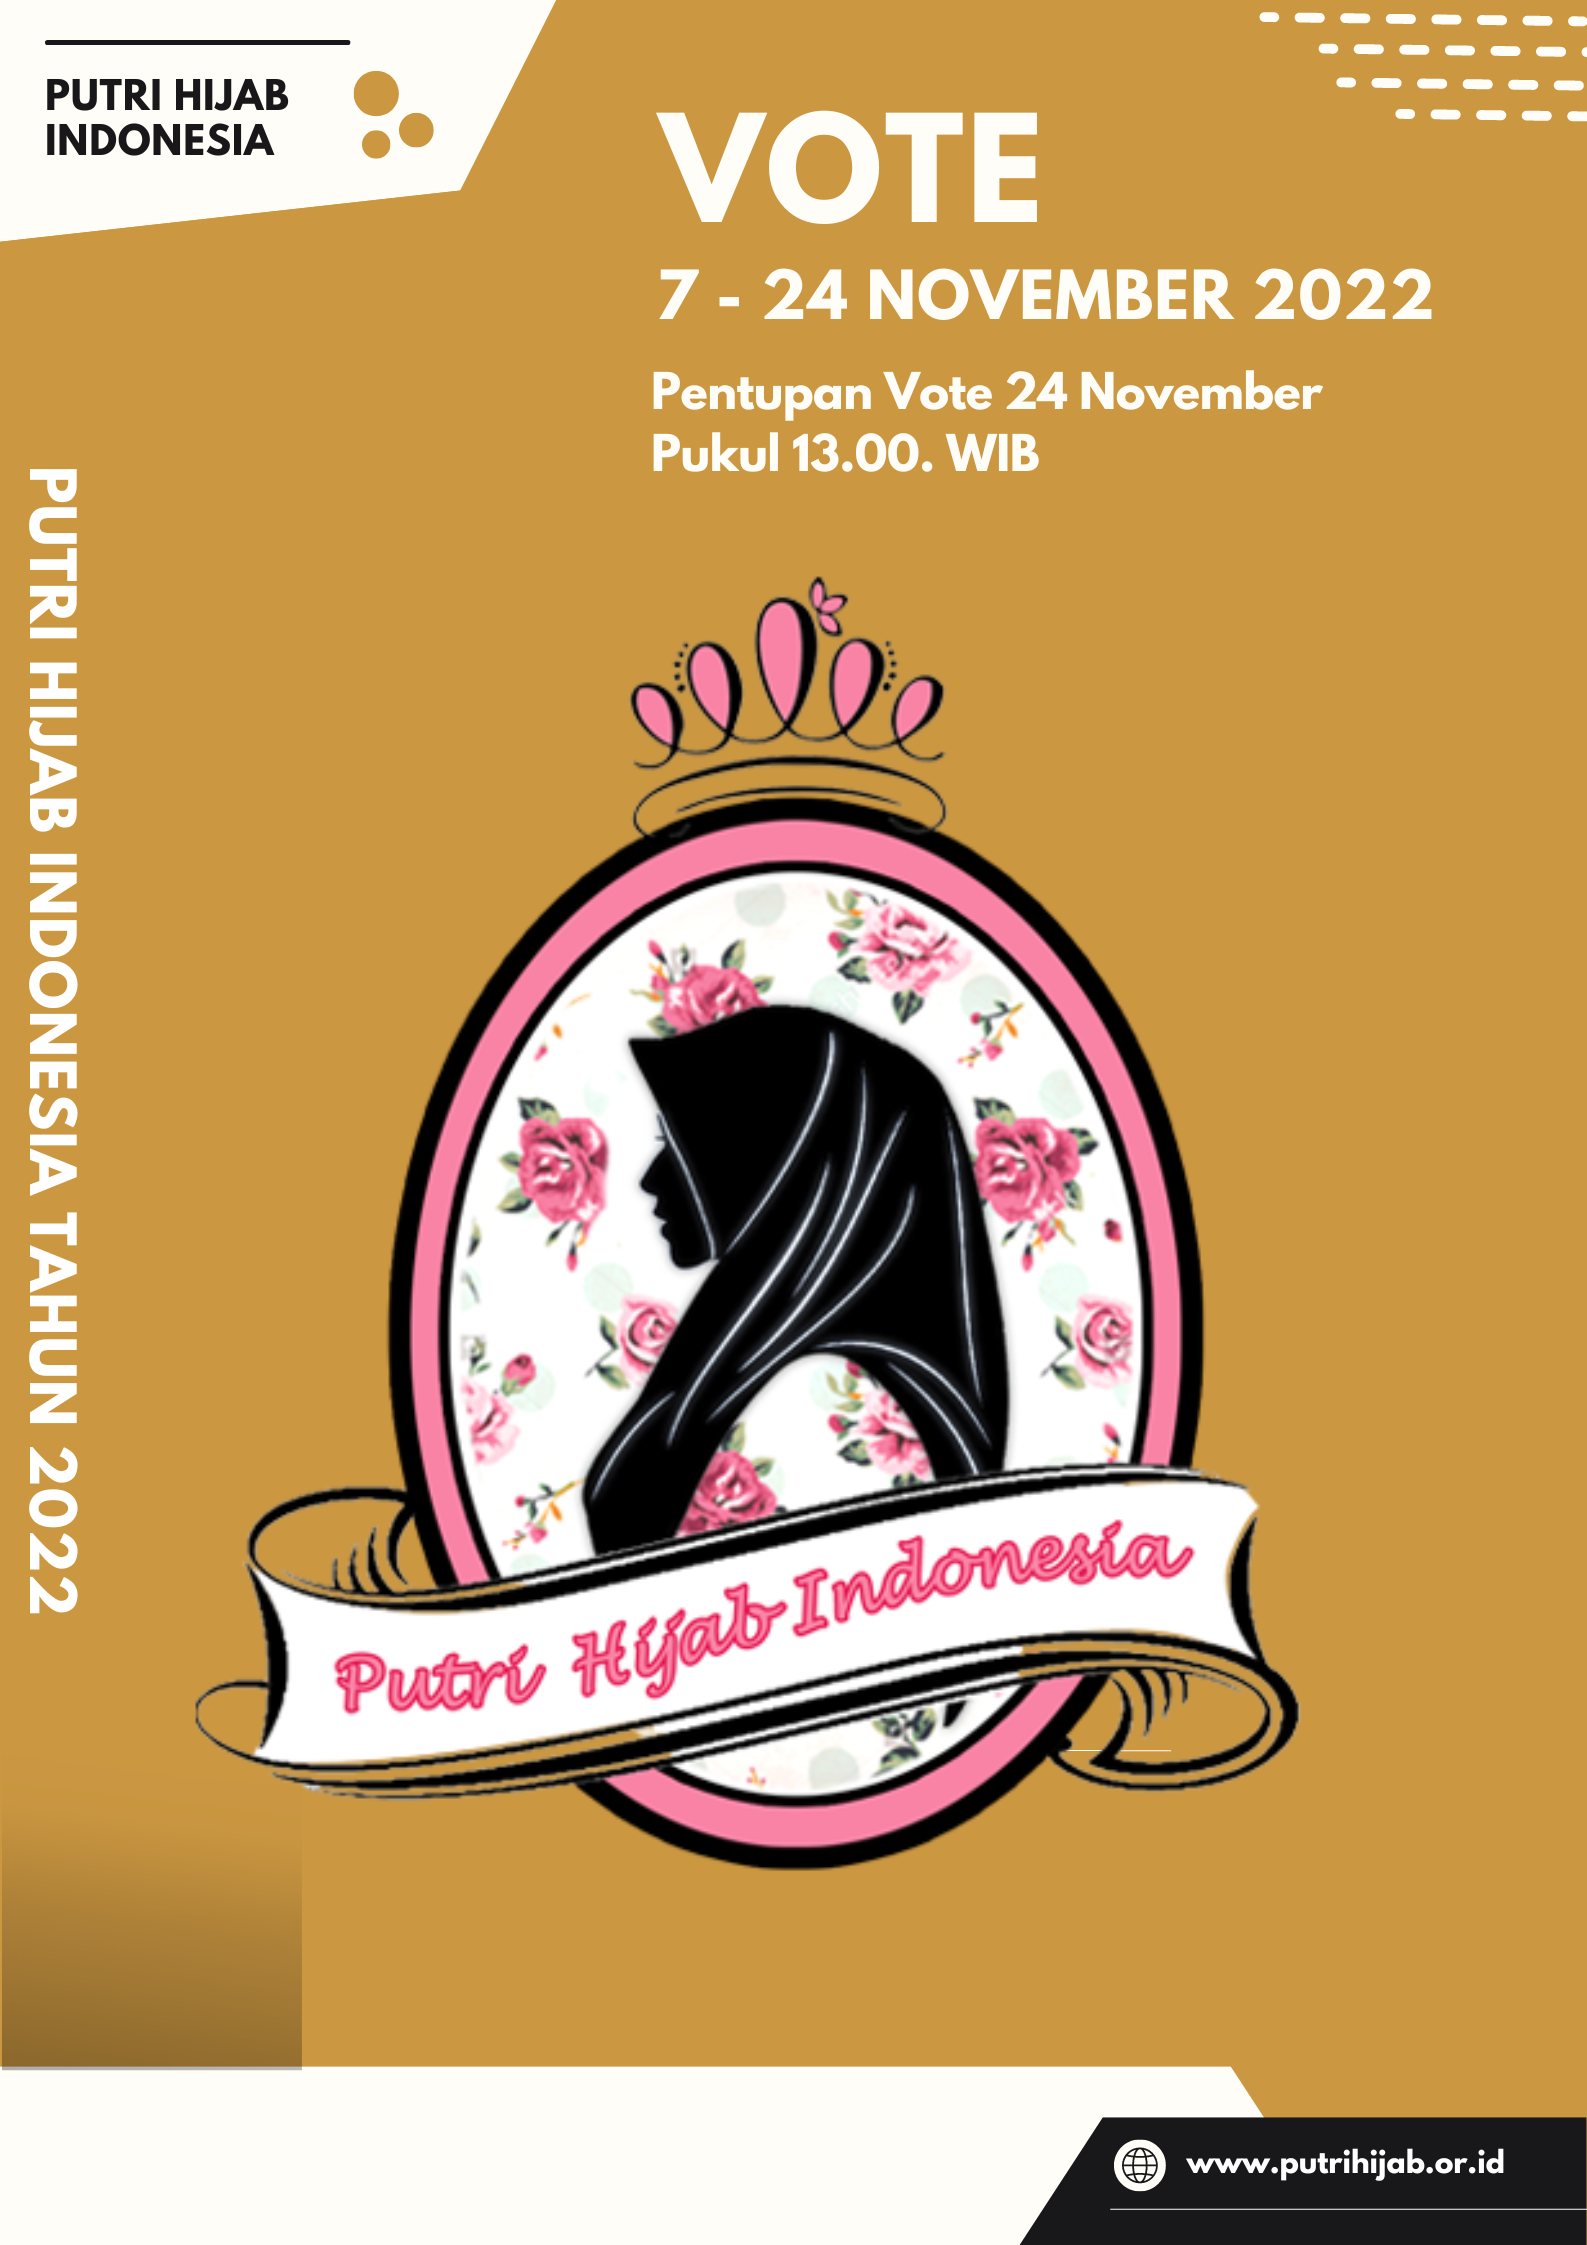 PUTRI HIJAB
INDONESIA
VOTE
7 - 24 NOVEMBER 2022
Pentupan Vote 24 November
Pukul 13.00. WIB
PUTRI HIJAB INDONESIA TAHUN 2022
Putri Hijab Indonesia
www.putrihijab.or.id